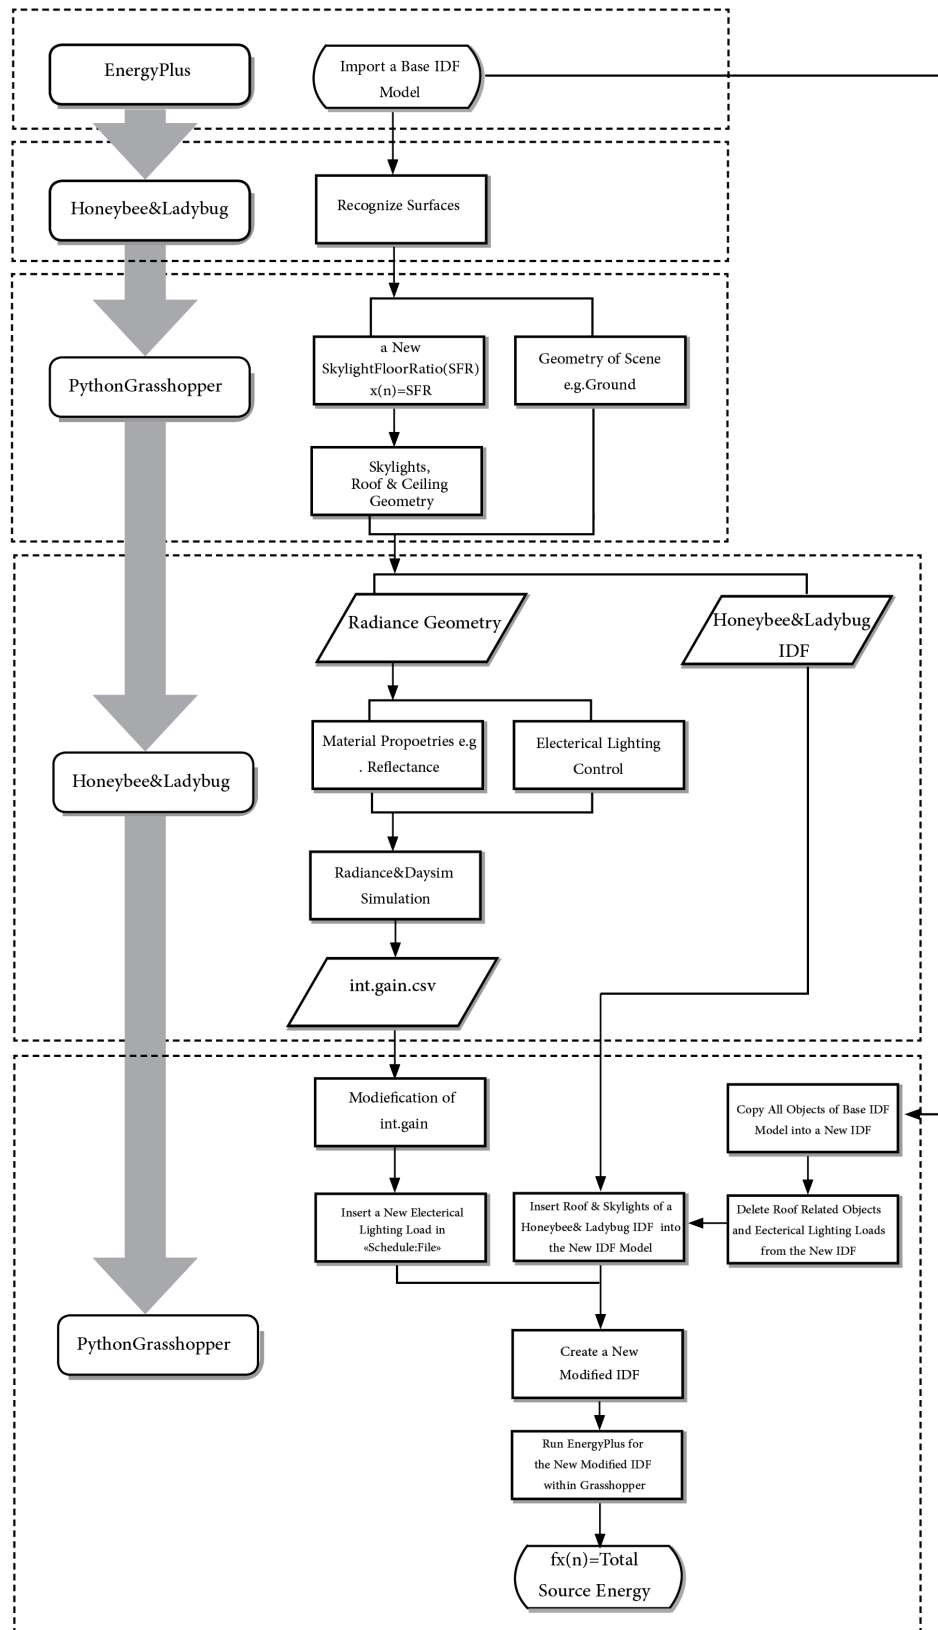 EnergyPlus
Import a Base IDF
Model
Honeybee&Ladybug
Recognize Surfaces
PythonGrasshopper
a New
SkylightFloorRatio(SFR)
x(n)=SFR
Geometry of Scene
e.g.Ground
Skylights,
Roof & Ceiling
Geometry
Radiance Geometry
Honeybee&Ladybug
IDF
Material Propoetries e.g
. Reflectance
Electerical Lighting
Control
Honeybee&Ladybug
Radiance&Daysim
Simulation
int.gain.csv
Modiefication of
int.gain
Copy All Objects of Base IDF
Model into a New IDF
Insert a New Electerical
Lighting Load in
«Schedule:File»
Insert Roof & Skylights of a
Honeybee& Ladybug IDF into
the New IDF Model
Delete Roof Related Objects
and Eecterical Lighting Loads
from the New IDF
PythonGrasshopper
Create a New
Modified IDF
Run EnergyPlus for
the New Modified IDF
within Grasshopper
fx(n)=Total
Source Energy